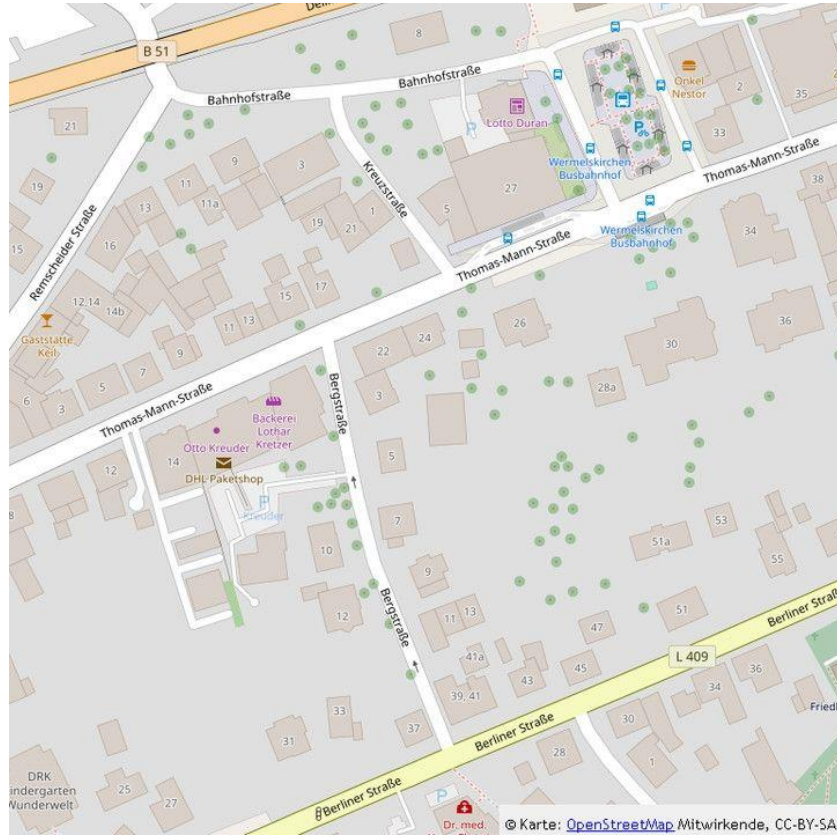 B 51
8
Bahnhofstraße
Bahnhofstraße
Onkel
Nestor
2
35
33
Lotto Duran
P
P
21
9
3
Kreuzstraße
Wermelskirchen
Busbahnhof
Thomas-Mann-Straße
19
11
11a
13
27
38
Remscheider Straße
15
16
19
21
1
5
Wermelskirchen
Busbahnhof
34
Thomas-Mann-Straße
12,14
14b
15
17
11
13
26
36
30
Gaststätte
Keil
9
7
5
22
24
6
3
3
28a
Thomas-Mann-Straße
Bergstraße
Bäckerei
Lothar
Kretzer
Otto Kreuder
14
12
DHL Paketshop
5
P
Kreuder
7
53
51a
10
55
9
Bergstraße
12
11
13
51
47
Berliner Straße
41a
L 409
45
43
36
39, 41
34
33
37
30
31
Berliner Straße
28
1
DRK
25
27
Wunderwelt
Berliner Straße
P
Dr. med.
© Karte: OpenStreetMap Mitwirkende, CC-BY-SA